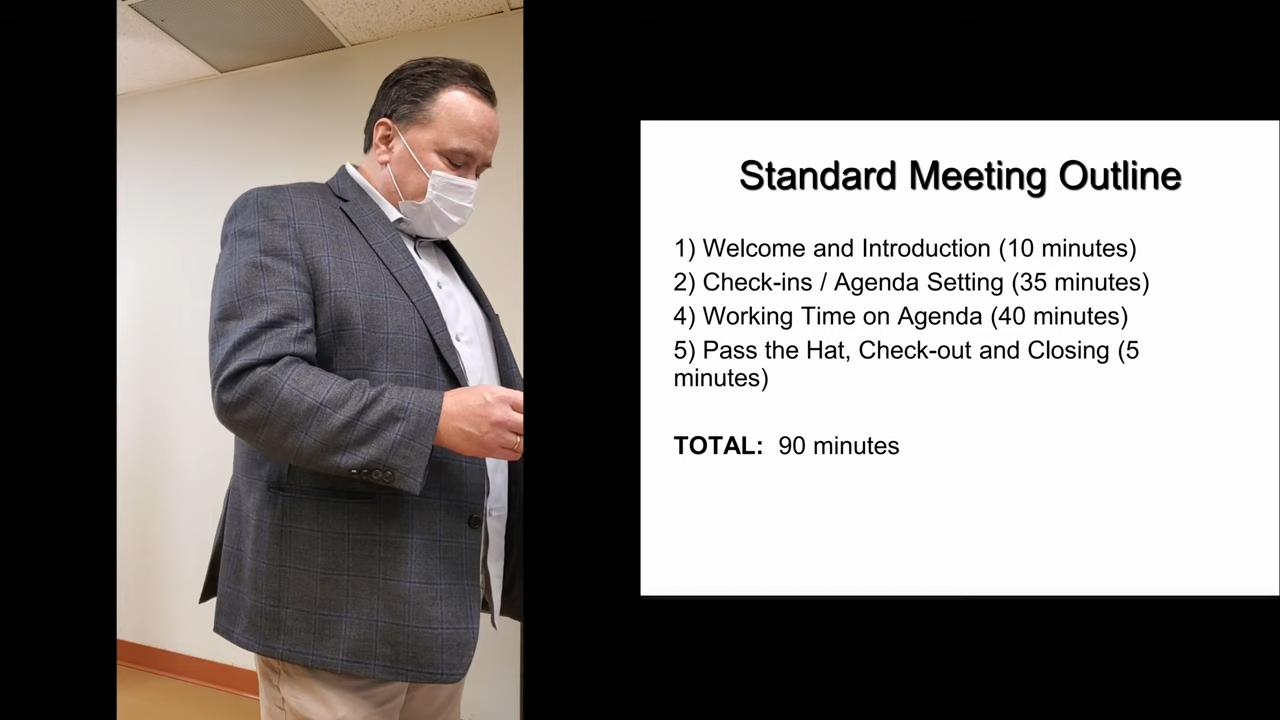 Standard Meeting Outline
1) Welcome and Introduction (10 minutes)
2) Check-ins / Agenda Setting (35 minutes)
4) Working Time on Agenda (40 minutes)
5) Pass the Hat, Check-out and Closing (5
minutes)
TOTAL: 90 minutes